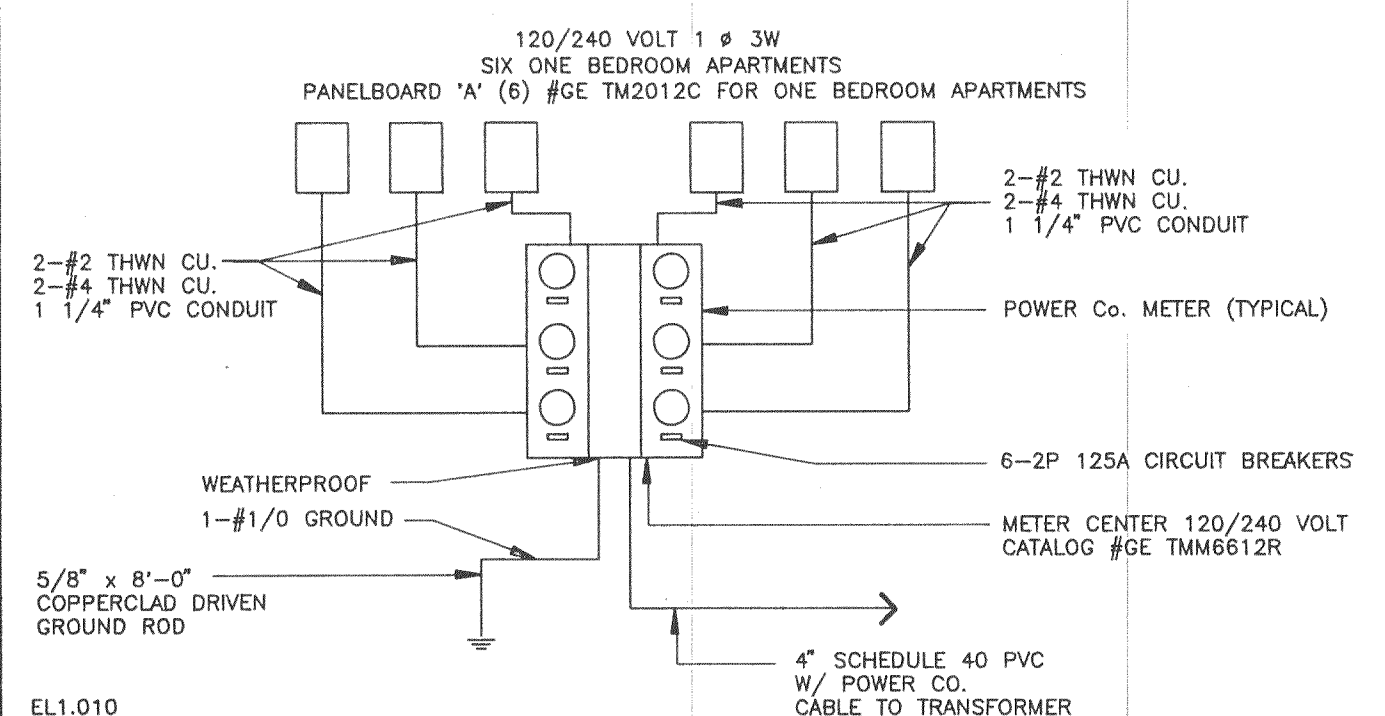 120/240 VOLT 1 ø 3W
SIX ONE BEDROOM APARTMENTS
PANELBOARD 'A' (6) #GE TM2012C FOR ONE BEDROOM APARTMENTS
2-#2 THWN CU.
2-#4 THWN CU.
1 1/4" PVC CONDUIT
2-#2 THWN CU.
2-#4 THWN CU.
1 1/4" PVC CONDUIT
POWER Co. METER (TYPICAL)
6-2P 125A CIRCUIT BREAKERS
WEATHERPROOF
1-#1/0 GROUND
METER CENTER 120/240 VOLT
CATALOG #GE TMM6612R
5/8" x 8'-0"
COPPERCLAD DRIVEN
GROUND ROD
4" SCHEDULE 40 PVC
W/ POWER CO.
CABLE TO TRANSFORMER
EL1.010